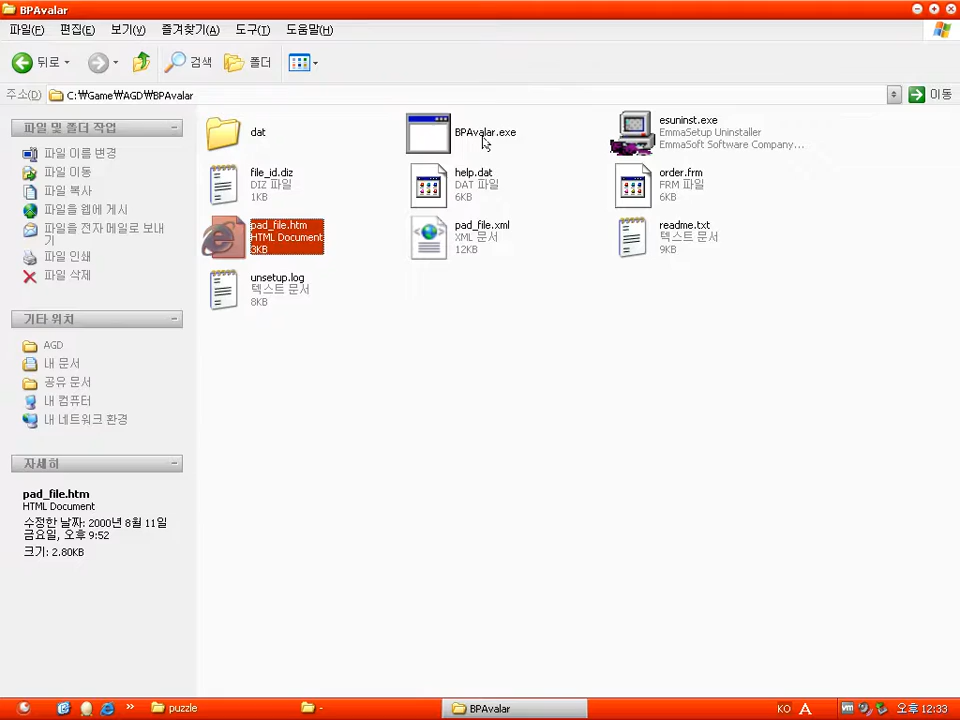 BPAvalar
파일(F) 편집(E) 보기(V) 즐겨찾기(A) 도구(T) 도움말(H)
뒤로 검색 폴더
주소(D) C:₩Game₩AGD₩BPAvalar 이동
파일 및 폴더 작업
파일 이름 변경
파일 이동
파일 복사
파일을 웹에 게시
파일을 전자 메일로 보내
기
파일 인쇄
파일 삭제
기타 위치
AGD
내 문서
공유 문서
내 컴퓨터
내 네트워크 환경
자세히
pad_file.htm
HTML Document
수정한 날짜: 2000년 8월 11일
금요일, 오후 9:52
크기: 2.80KB
dat
BPAvalar.exe
esuninst.exe
EmmaSetup Uninstaller
EmmaSoft Software Company...
file_id.diz
DIZ 파일
1KB
help.dat
DAT 파일
6KB
order.frm
FRM 파일
6KB
pad_file.htm
HTML Document
3KB
pad_file.xml
XML 문서
12KB
readme.txt
텍스트 문서
9KB
unsetup.log
텍스트 문서
8KB
puzzle - BPAvalar KO A 오후 12:33